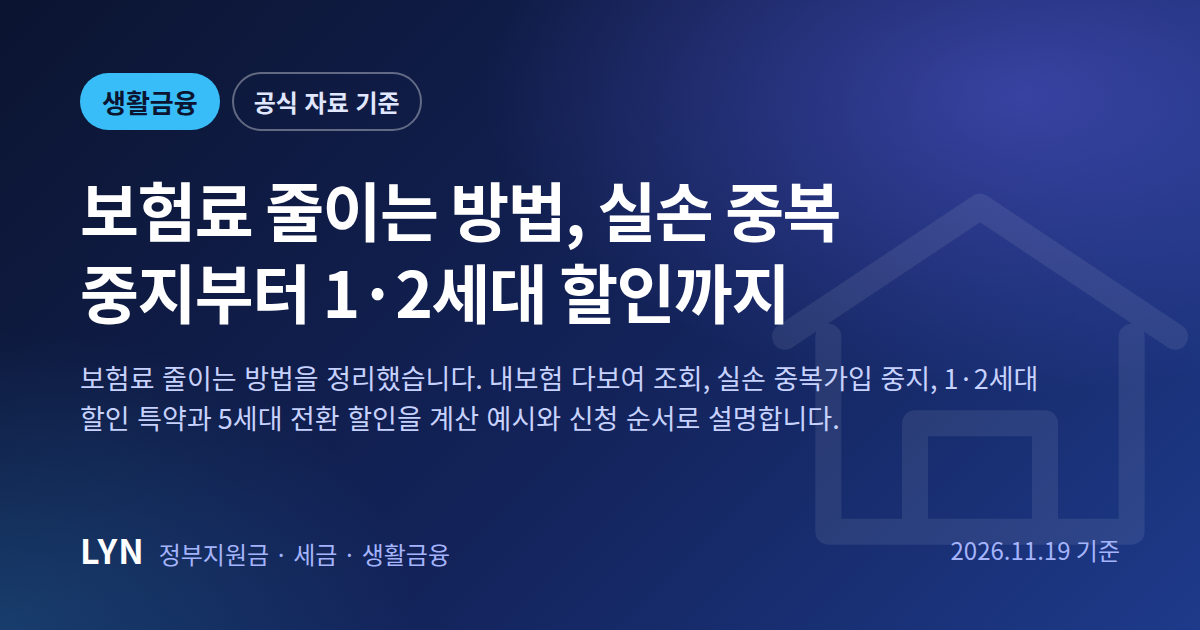 생활금융
공식 자료 기준
보험료 줄이는 방법, 실손 중복
중지부터 1·2세대 할인까지
보험료 줄이는 방법을 정리했습니다. 내보험 다보여 조회, 실손 중복가입 중지, 1·2세대
할인 특약과 5세대 전환 할인을 계산 예시와 신청 순서로 설명합니다.
LYN 정부지원금 · 세금 · 생활금융
2026.11.19 기준